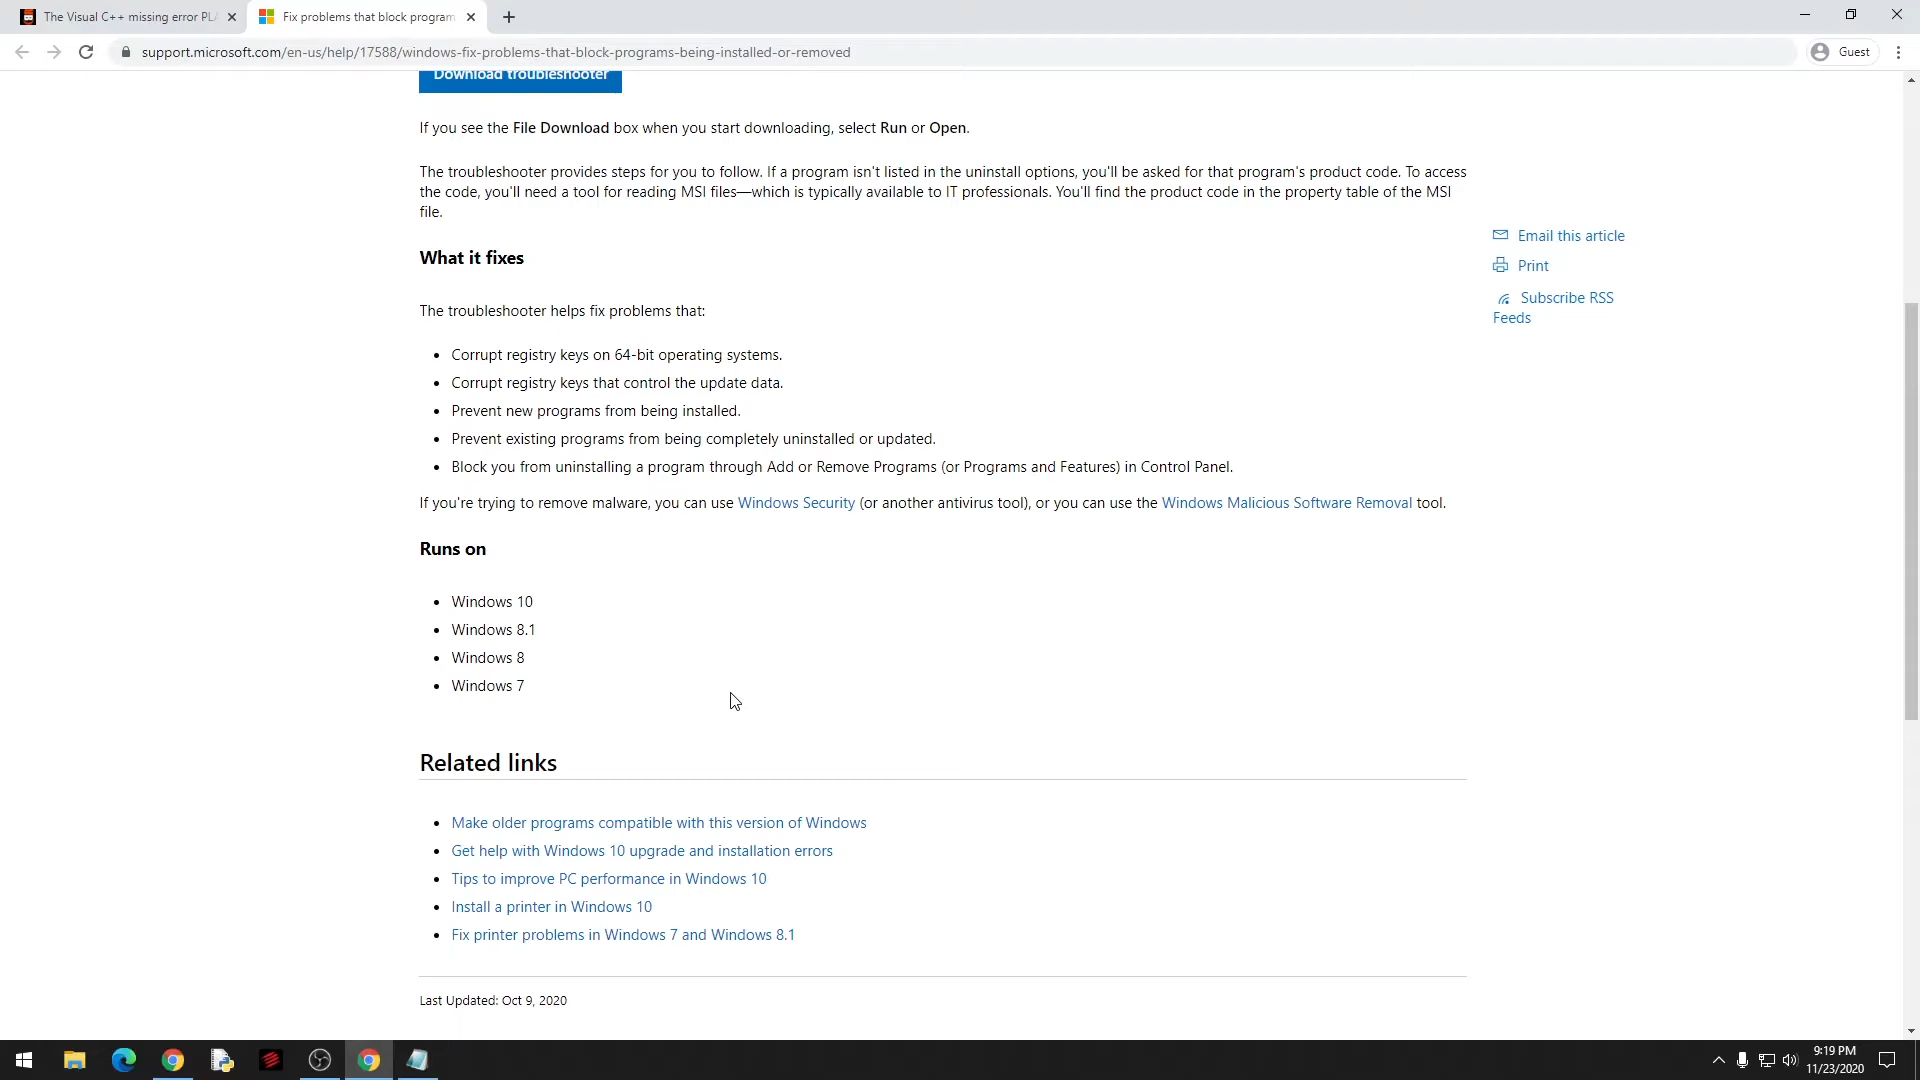 The Visual C++ missing error PLA
Fix problems that block program
support.microsoft.com/en-us/help/17588/windows-fix-problems-that-block-programs-being-installed-or-removed
Guest
Download troubleshooter
If you see the File Download box when you start downloading, select Run or Open.
The troubleshooter provides steps for you to follow. If a program isn't listed in the uninstall options, you'll be asked for that program's product code. To access
the code, you'll need a tool for reading MSI files—which is typically available to IT professionals. You'll find the product code in the property table of the MSI
file.
Email this article
Print
Subscribe RSS
Feeds
What it fixes
The troubleshooter helps fix problems that:
Corrupt registry keys on 64-bit operating systems.
Corrupt registry keys that control the update data.
Prevent new programs from being installed.
Prevent existing programs from being completely uninstalled or updated.
Block you from uninstalling a program through Add or Remove Programs (or Programs and Features) in Control Panel.
If you're trying to remove malware, you can use Windows Security (or another antivirus tool), or you can use the Windows Malicious Software Removal tool.
Runs on
Windows 10
Windows 8.1
Windows 8
Windows 7
Related links
Make older programs compatible with this version of Windows
Get help with Windows 10 upgrade and installation errors
Tips to improve PC performance in Windows 10
Install a printer in Windows 10
Fix printer problems in Windows 7 and Windows 8.1
Last Updated: Oct 9, 2020
9:19 PM
11/23/2020